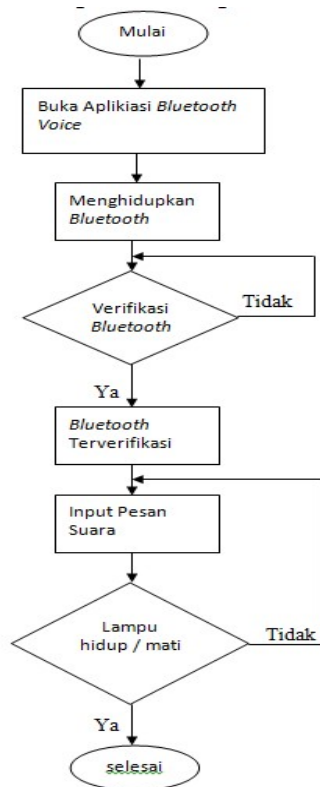 Mulai
Buka Aplikiasi Bluetooth
Voice
Menghidupkan
Bluetooth
Verifikasi
Bluetooth
Tidak
Ya
Bluetooth
Terverifikasi
Input Pesan
Suara
Lampu
hidup / mati
Tidak
Ya
selesai